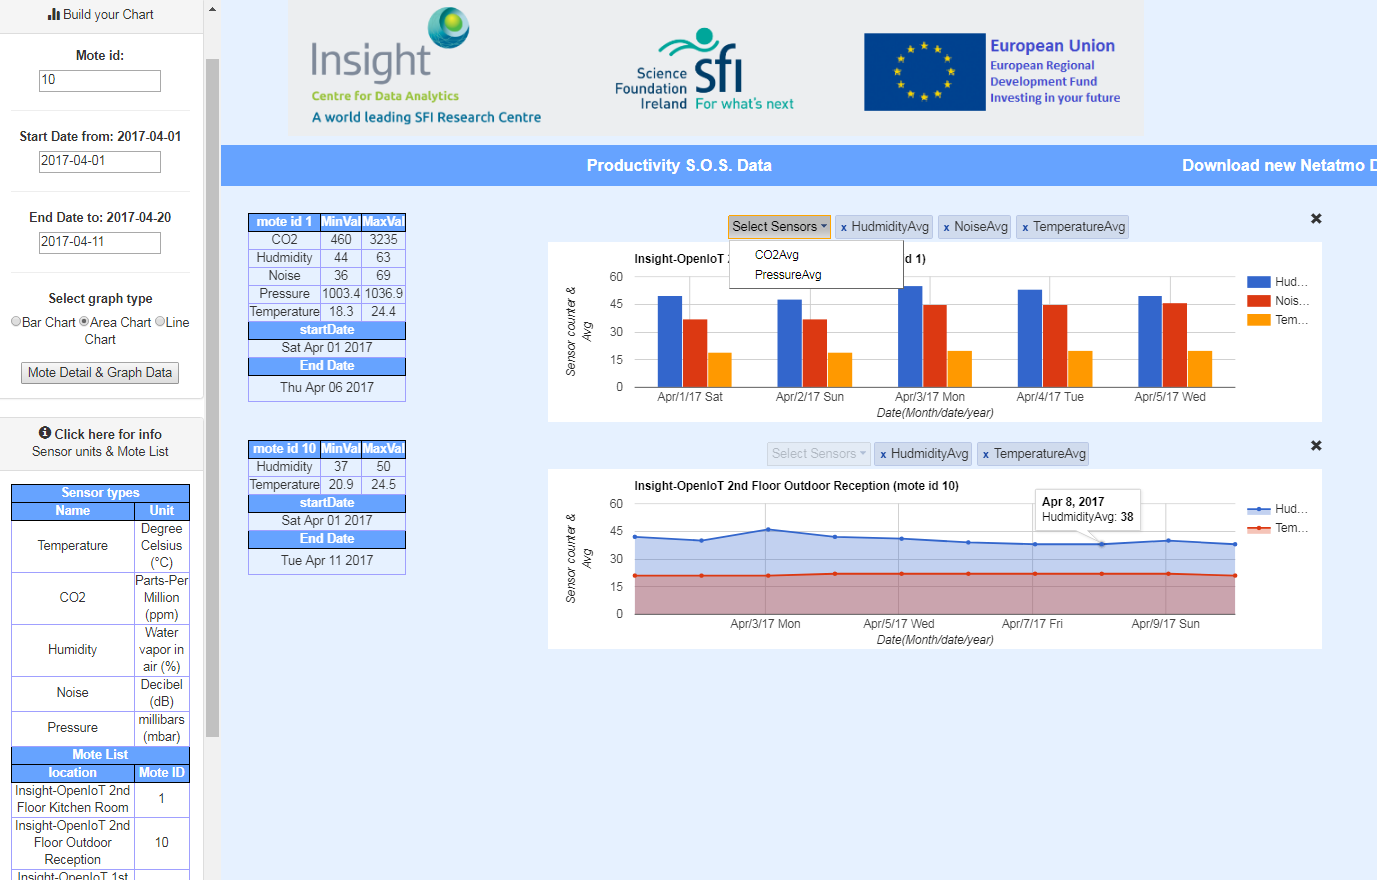 Build your Chart
Mote id:
10
Start Date from: 2017-04-01
2017-04-01
End Date to: 2017-04-20
2017-04-11
Select graph type
Bar Chart Area Chart Line
Chart
Mote Detail & Graph Data
Click here for info
Sensor units & Mote List
Sensor types
Name Unit
Temperature Degree
Celsius
(°C)
CO2 Parts-Per
Million
(ppm)
Humidity Water
vapor in
air (%)
Noise Decibel
(dB)
Pressure millibars
(mbar)
Mote List
location Mote ID
Insight-OpenIoT 2nd
Floor Kitchen Room 1
Insight-OpenIoT 2nd
Floor Outdoor
Reception 10
Insight-OpenIoT 1st
Insight
Centre for Data Analytics
A world leading SFI Research Centre
Science
Foundation
Ireland
sfi
For what's next
European Union
European Regional
Development Fund
Investing in your future
Productivity S.O.S. Data
Download new Netatmo D
mote id 1 MinVal MaxVal
CO2 460 3235
Hudmidity 44 63
Noise 36 69
Pressure 1003.4 1036.9
Temperature 18.3 24.4
startDate
Sat Apr 01 2017
End Date
Thu Apr 06 2017
Select Sensors x HudmidityAvg x NoiseAvg x TemperatureAvg
CO2Avg
PressureAvg
Insight-OpenIoT 2 d 1)
Sensor counter &
Avg
60
45
30
15
0
Apr/1/17 Sat Apr/2/17 Sun Apr/3/17 Mon Apr/4/17 Tue Apr/5/17 Wed
Date(Month/date/year)
Hud...
Nois...
Tem...
mote id 10 MinVal MaxVal
Hudmidity 37 50
Temperature 20.9 24.5
startDate
Sat Apr 01 2017
End Date
Tue Apr 11 2017
Select Sensors x HudmidityAvg x TemperatureAvg
Insight-OpenIoT 2nd Floor Outdoor Reception (mote id 10)
Sensor counter &
Avg
60
45
30
15
0
Apr 8, 2017
HudmidityAvg: 38
Apr/3/17 Mon Apr/5/17 Wed Apr/7/17 Fri Apr/9/17 Sun
Date(Month/date/year)
Hud...
Tem...